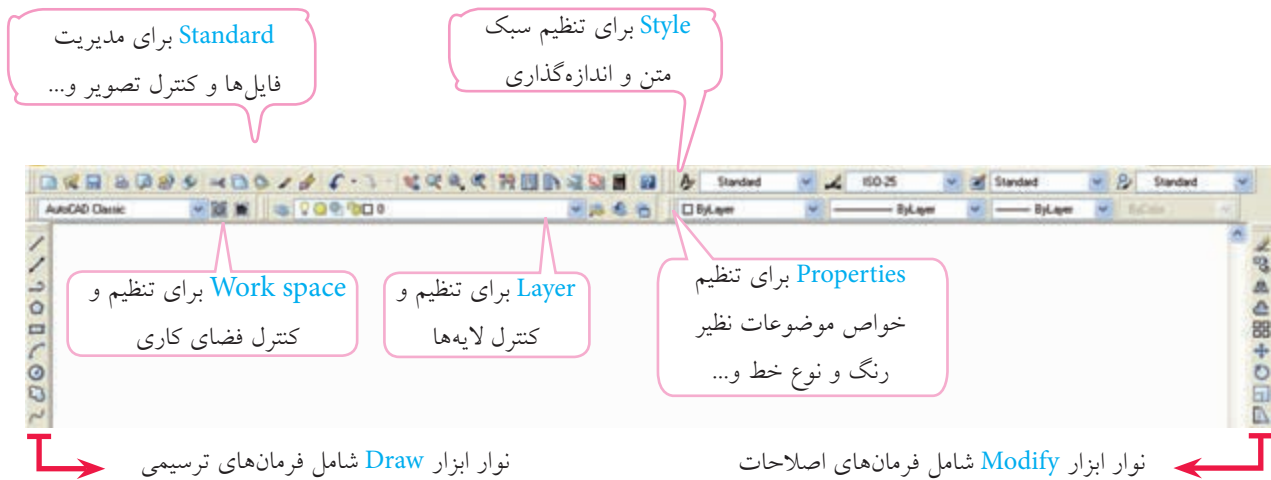 Standard برای مدیریت
فایل‌ها و کنترل تصویر و...
Style برای تنظیم سبک
متن و اندازه‌گذاری
Standard
ISO-25
Standard
Standard
AutoCAD Classic
0
ByLayer
ByLayer
ByLayer
ByColor
Work space برای تنظیم و
کنترل فضای کاری
Layer برای تنظیم و
کنترل لایه‌ها
Properties برای تنظیم
خواص موضوعات نظیر
رنگ و نوع خط و...
نوار ابزار Modify شامل فرمان‌های اصلاحات
نوار ابزار Draw شامل فرمان‌های ترسیمی